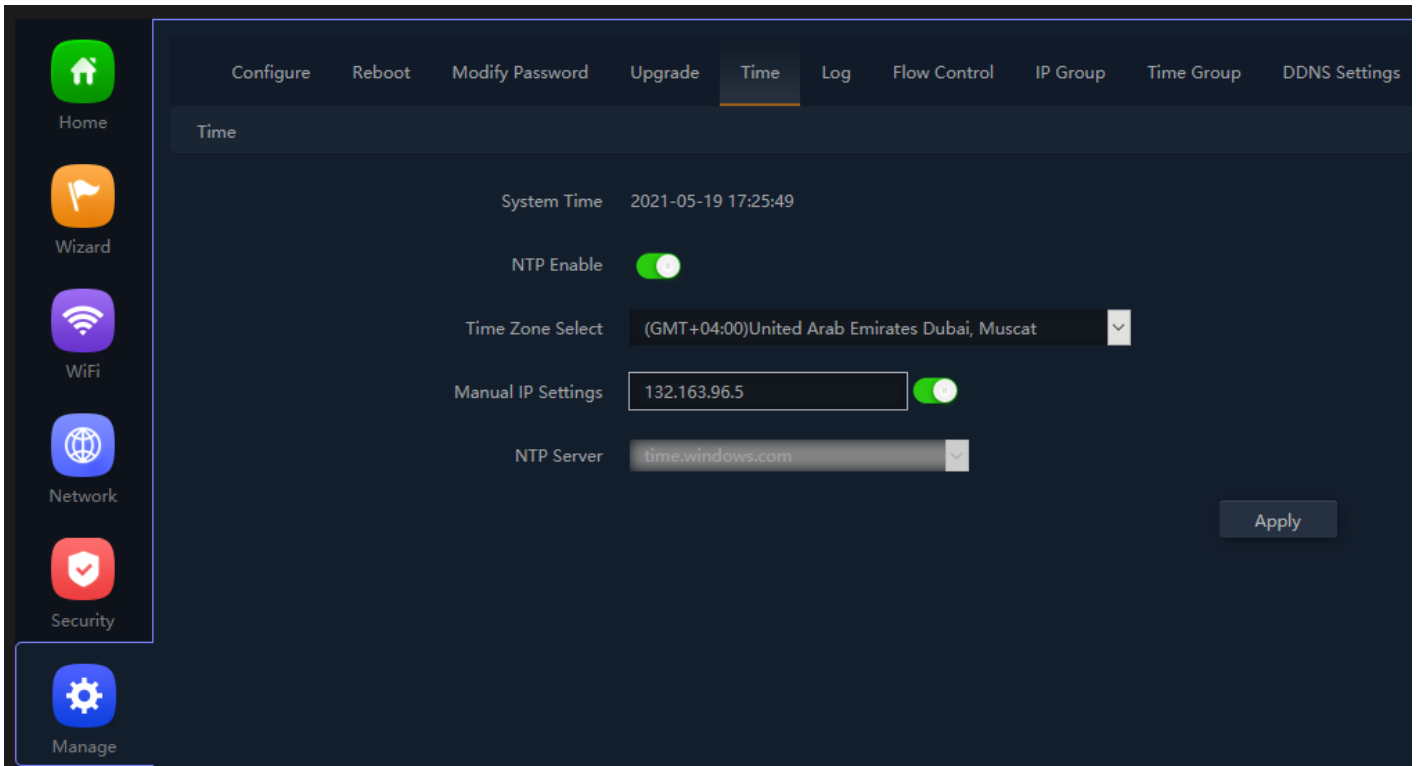 Home
Wizard
WiFi
Network
Security
Manage
Configure Reboot Modify Password Upgrade Time Log Flow Control IP Group Time Group DDNS Settings
Time
System Time 2021-05-19 17:25:49
NTP Enable
Time Zone Select (GMT+04:00)United Arab Emirates Dubai, Muscat
Manual IP Settings 132.163.96.5
NTP Server time.windows.com
Apply